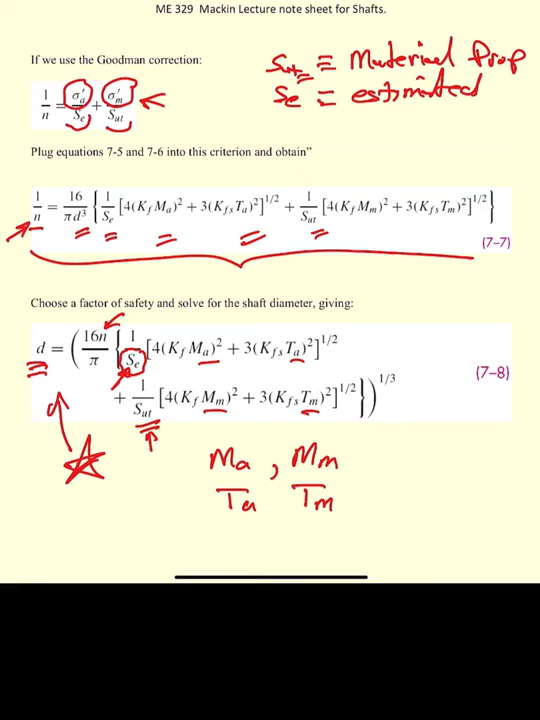 ME 329 Mackin Lecture note sheet for Shafts.
If we use the Goodman correction:
Sut ≡ Material Prop
Se ≡ estimated
1/n = σ'a/Se + σ'm/Sut
Plug equations 7-5 and 7-6 into this criterion and obtain"
1/n = 16/πd³ { 1/Se [4(KfMa)² + 3(KfsTa)²]^1/2 + 1/Sut [4(KfMm)² + 3(KfsTm)²]^1/2 }
(7–7)
Choose a factor of safety and solve for the shaft diameter, giving:
d = ( 16n/π { 1/Se [4(KfMa)² + 3(KfsTa)²]^1/2
(7–8)
+ 1/Sut [4(KfMm)² + 3(KfsTm)²]^1/2 } )^1/3
Ma , Mm
Ta Tm